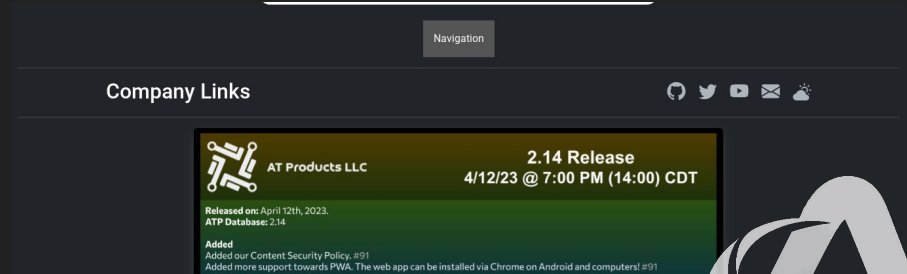 Navigation
Company Links
AT Products LLC
2.14 Release
4/12/23 @ 7:00 PM (14:00) CDT
Released on: April 12th, 2023.
ATP Database: 2.14
Added
Added our Content Security Policy. #91
Added more support towards PWA. The web app can be installed via Chrome on Android and computers! #91